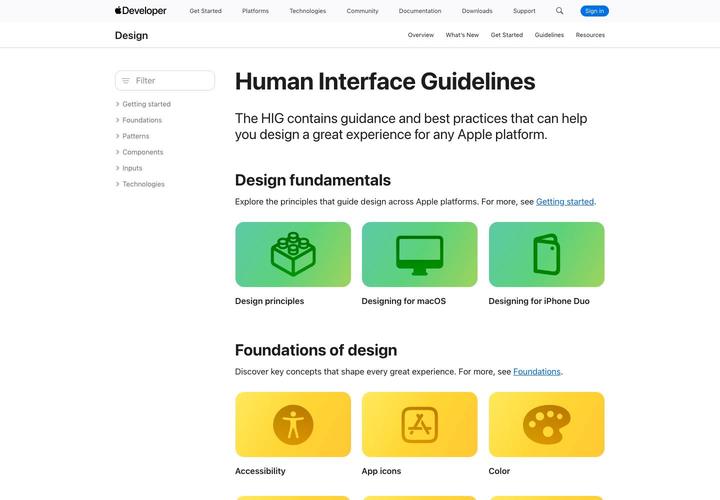 Developer
Get Started
Platforms
Technologies
Community
Documentation
Downloads
Support
Sign in
Design
Overview
What's New
Get Started
Guidelines
Resources
Filter
Getting started
Foundations
Patterns
Components
Inputs
Technologies
Human Interface Guidelines
The HIG contains guidance and best practices that can help
you design a great experience for any Apple platform.
Design fundamentals
Explore the principles that guide design across Apple platforms. For more, see Getting started.
Design principles
Designing for macOS
Designing for iPhone Duo
Foundations of design
Discover key concepts that shape every great experience. For more, see Foundations.
Accessibility
App icons
Color